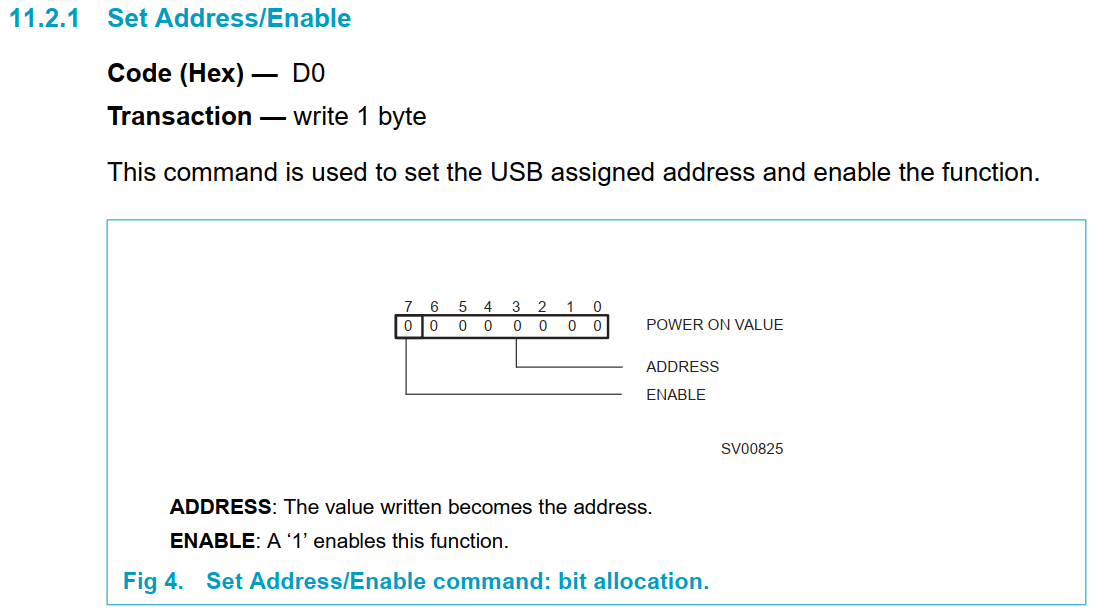 11.2.1 Set Address/Enable
Code (Hex) — D0
Transaction — write 1 byte
This command is used to set the USB assigned address and enable the function.
7 6 5 4 3 2 1 0
0 0 0 0 0 0 0 0 POWER ON VALUE
ADDRESS
ENABLE
SV00825
ADDRESS: The value written becomes the address.
ENABLE: A ‘1’ enables this function.
Fig 4. Set Address/Enable command: bit allocation.